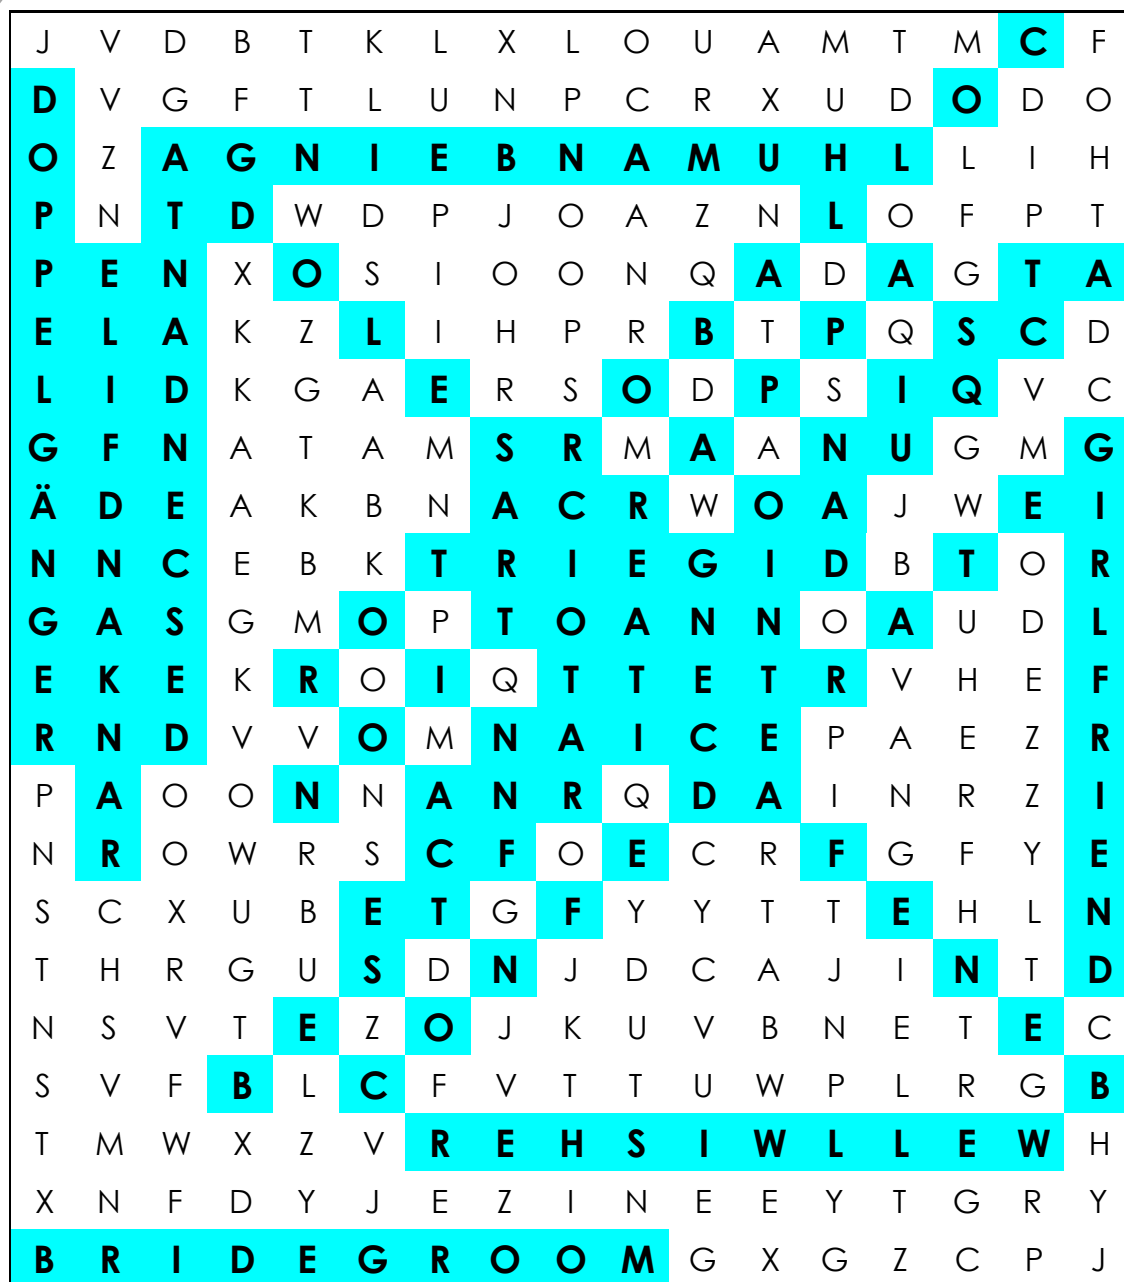 J V D B T K L X L O U A M T M C F
D V G F T L U N P C R X U D O D O
O Z A G N I E B N A M U H L L I H
P N T D W D P J O A Z N L O F P T
P E N X O S I O O N Q A D A G T A
E L A K Z L I H P R B T P Q S C D
L I D K G A E R S O D P S I Q V C
G F N A T A M S R M A A N U G M G
Ä D E A K B N A C R W O A J W E I
N N C E B K T R I E G I D B T O R
G A S G M O P T O A N N O A U D L
E K E K R O I Q T T E T R V H E F
R N D V V O M N A I C E P A E Z R
P A O O N N A N R Q D A I N R Z I
N R O W R S C F O E C R F G F Y E
S C X U B E T G F Y Y T T E H L N
T H R G U S D N J D C A J I N T D
N S V T E Z O J K U V B N E T E C
S V F B L C F V T T U W P L R G B
T M W X Z V R E H S I W L L E W H
X N F D Y J E Z I N E E Y T G R Y
B R I D E G R O O M G X G Z C P J